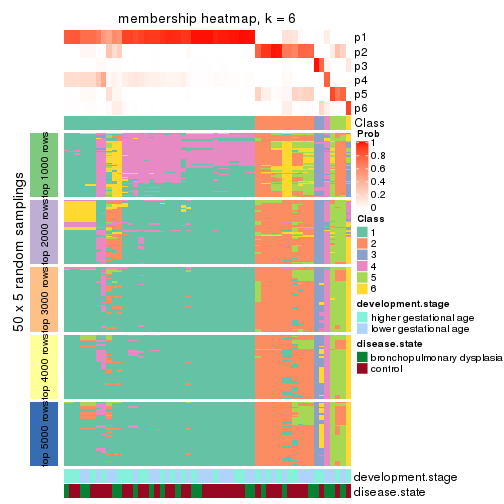 membership heatmap, k = 6
p1
p2
p3
p4
p5
p6
Class
Prob
1
0.8
0.6
0.4
0.2
0
Class
1
2
3
4
5
6
development.stage
higher gestational age
lower gestational age
disease.state
bronchopulmonary dysplasia
control
50 x 5 random samplings
top 1000 rows
top 2000 rows
top 3000 rows
top 4000 rows
top 5000 rows
development.stage
disease.state